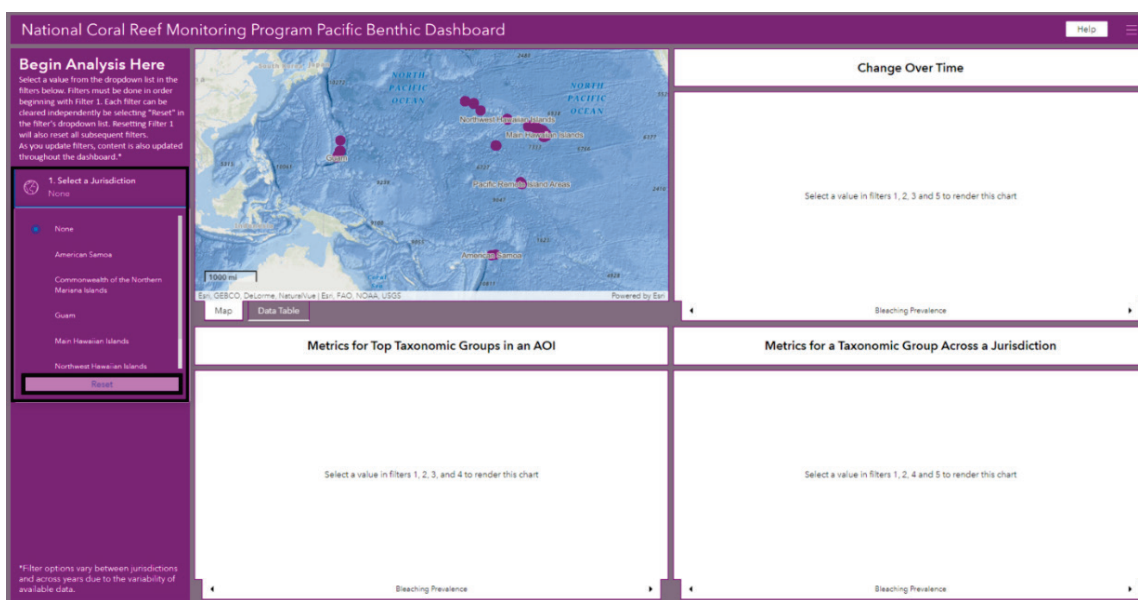 National Coral Reef Monitoring Program Pacific Benthic Dashboard
Help
Begin Analysis Here
Select a value from the dropdown list in the
filters below. Filters must be done in order
beginning with Filter 1. Each filter can be
cleared independently be selecting "Reset" in
the filter's dropdown list. Resetting Filter 1
will also reset all subsequent filters.
As you update filters, content is also updated
throughout the dashboard.*
1. Select a Jurisdiction
None
None
American Samoa
Commonwealth of the Northern
Mariana Islands
Guam
Main Hawaiian Islands
Northwest Hawaiian Islands
Reset
*Filter options vary between jurisdictions
and across years due to the variability of
available data.
NORTH
PACIFIC
OCEAN
NORTH
PACIFIC
OCEAN
Northwest Hawaiian Islands
Main Hawaiian Islands
Guam
Pacific Remote Island Areas
American Samoa
1000 mi
Esri, GEBCO, DeLorme, NaturalVue | Esri, FAO, NOAA, USGS
Powered by Esri
Map
Data Table
Change Over Time
Select a value in filters 1, 2, 3 and 5 to render this chart
Bleaching Prevalence
Metrics for Top Taxonomic Groups in an AOI
Select a value in filters 1, 2, 3, and 4 to render this chart
Bleaching Prevalence
Metrics for a Taxonomic Group Across a Jurisdiction
Select a value in filters 1, 2, 4 and 5 to render this chart
Bleaching Prevalence